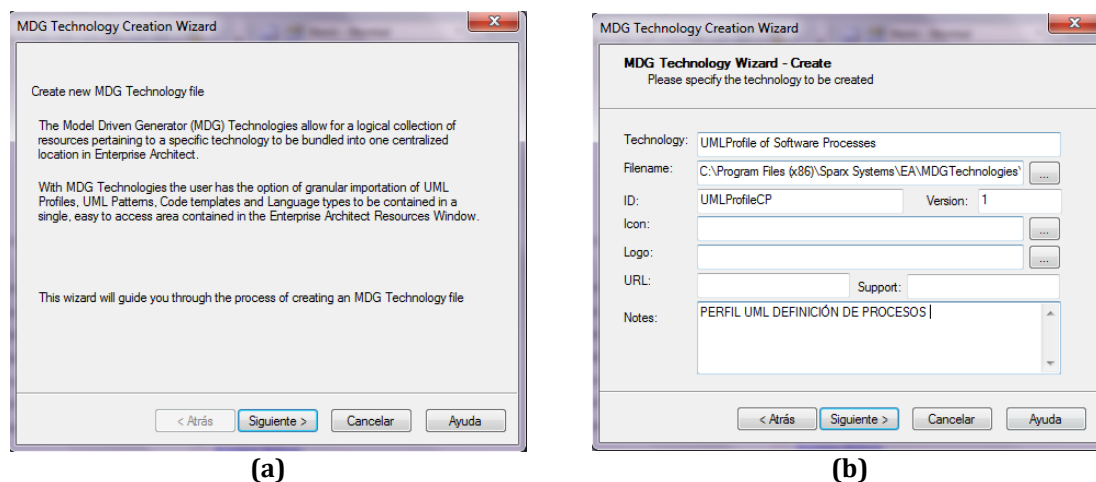 MDG Technology Creation Wizard
Create new MDG Technology file
The Model Driven Generator (MDG) Technologies allow for a logical collection of
resources pertaining to a specific technology to be bundled into one centralized
location in Enterprise Architect.
With MDG Technologies the user has the option of granular importation of UML
Profiles, UML Patterns, Code templates and Language types to be contained in a
single, easy to access area contained in the Enterprise Architect Resources Window.
This wizard will guide you through the process of creating an MDG Technology file
< Atrás Siguiente > Cancelar Ayuda
(a)
MDG Technology Creation Wizard
MDG Technology Wizard - Create
Please specify the technology to be created
Technology: UMLProfile of Software Processes
Filename: C:\Program Files (x86)\Sparx Systems\EA\MDGTechnologies\ ...
ID: UMLProfileCP Version: 1
Icon: ...
Logo: ...
URL: Support:
Notes: PERFIL UML DEFINICIÓN DE PROCESOS
< Atrás Siguiente > Cancelar Ayuda
(b)